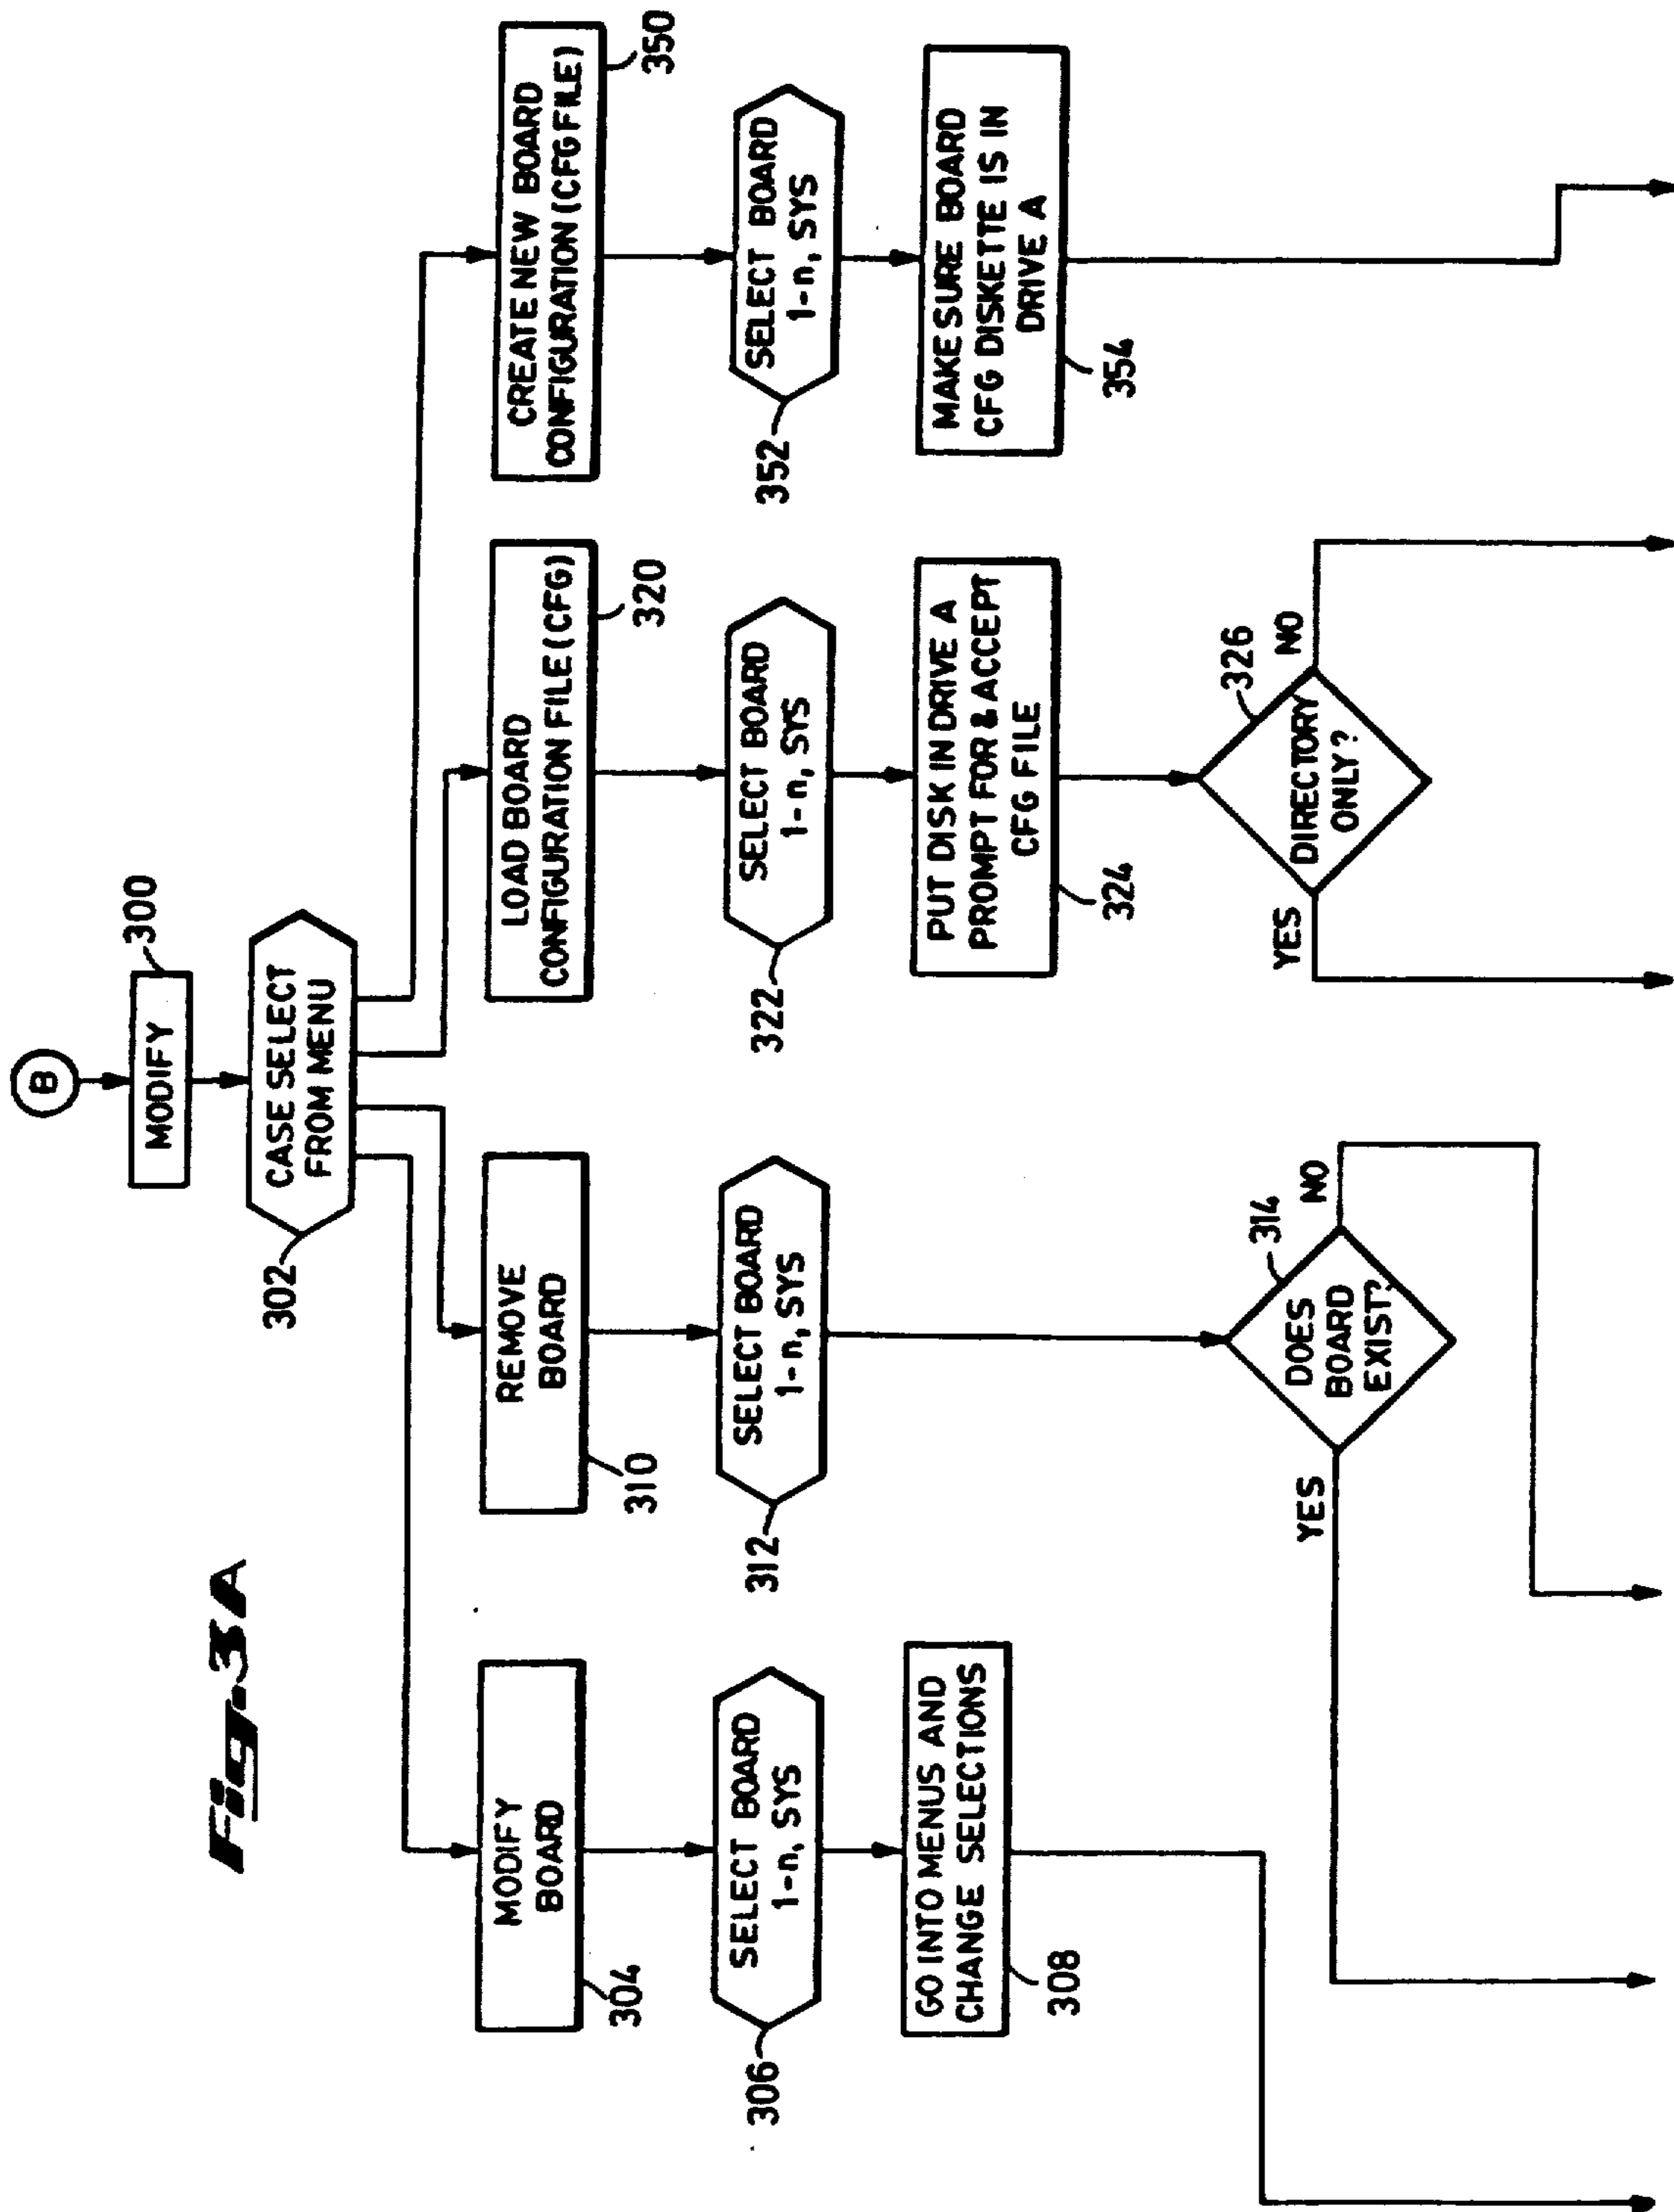 Fig-3A
B
MODIFY
300
CASE SELECT
FROM MENU
302
MODIFY
BOARD
304
SELECT BOARD
1-n, SYS
306
GO INTO MENUS AND
CHANGE SELECTIONS
308
REMOVE
BOARD
310
SELECT BOARD
1-n, SYS
312
DOES
BOARD
EXIST?
314
YES
NO
LOAD BOARD
CONFIGURATION FILE (CFG)
320
SELECT BOARD
1-n, SYS
322
PUT DISK IN DRIVE A
PROMPT FOR & ACCEPT
CFG FILE
324
DIRECTORY
ONLY?
326
YES
NO
CREATE NEW BOARD
CONFIGURATION (CFG FILE)
350
SELECT BOARD
1-n, SYS
352
MAKE SURE BOARD
CFG DISKETTE IS IN
DRIVE A
354